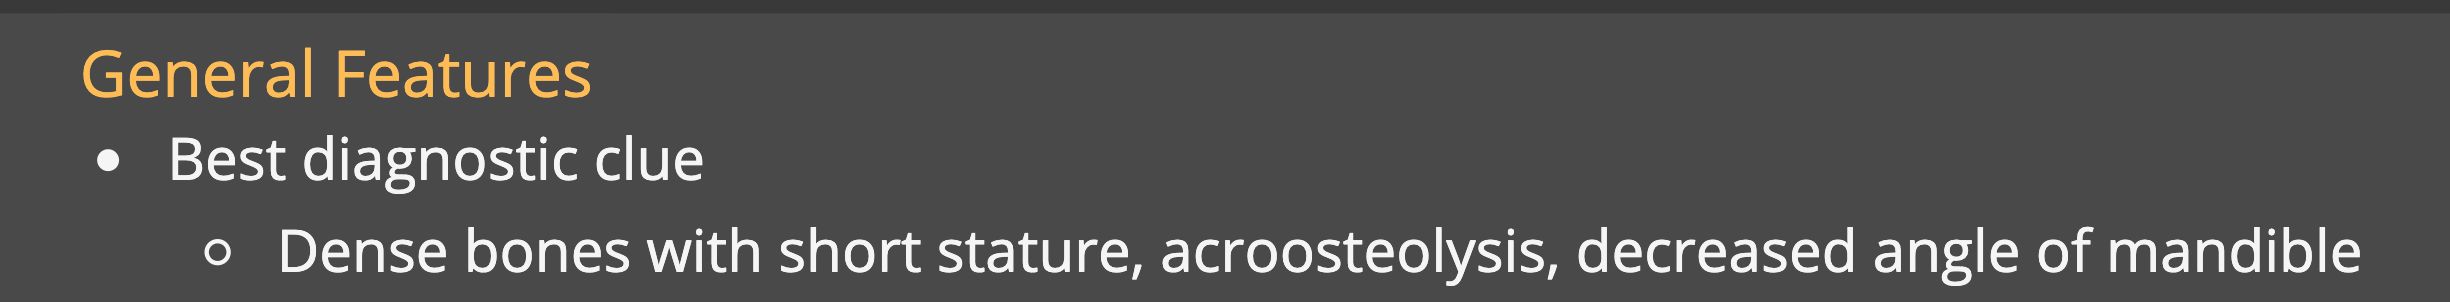 General Features
• Best diagnostic clue
○ Dense bones with short stature, acroosteolysis, decreased angle of mandible